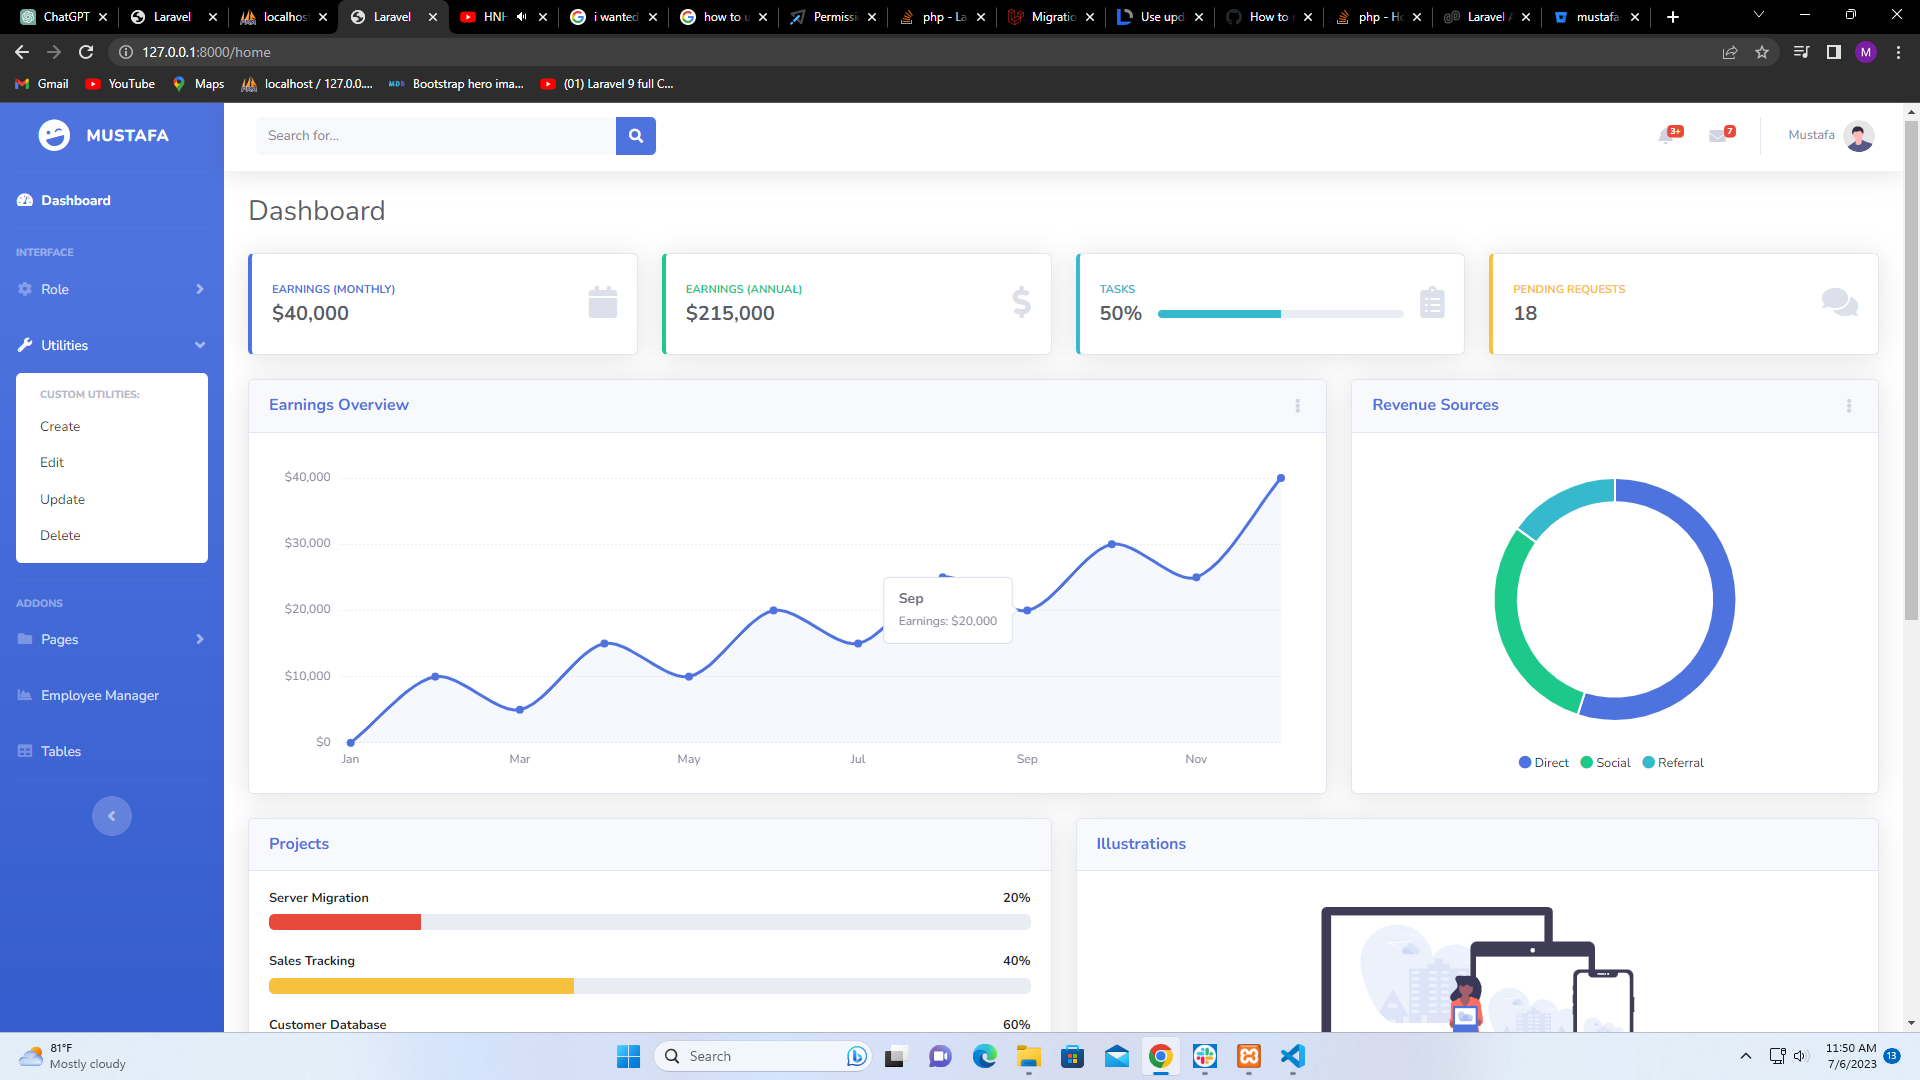 ChatGPT
Laravel
localhos
Laravel
HNH
i wanted
how to u
Permissi
php - La
Migratio
Use upd
How to r
php - Ho
Laravel
mustafa
127.0.0.1:8000/home
M
Gmail
YouTube
Maps
localhost / 127.0.0....
MDB
Bootstrap hero ima...
(01) Laravel 9 full C...
MUSTAFA
Search for...
3+
7
Mustafa
Dashboard
Dashboard
INTERFACE
Role
Utilities
CUSTOM UTILITIES:
Create
Edit
Update
Delete
ADDONS
Pages
Employee Manager
Tables
EARNINGS (MONTHLY)
$40,000
EARNINGS (ANNUAL)
$215,000
TASKS
50%
PENDING REQUESTS
18
Earnings Overview
$40,000
$30,000
$20,000
$10,000
$0
Jan
Mar
May
Jul
Sep
Nov
Sep
Earnings: $20,000
Revenue Sources
Direct
Social
Referral
Projects
Server Migration
20%
Sales Tracking
40%
Customer Database
60%
Illustrations
81°F
Mostly cloudy
Search
11:50 AM
7/6/2023
13